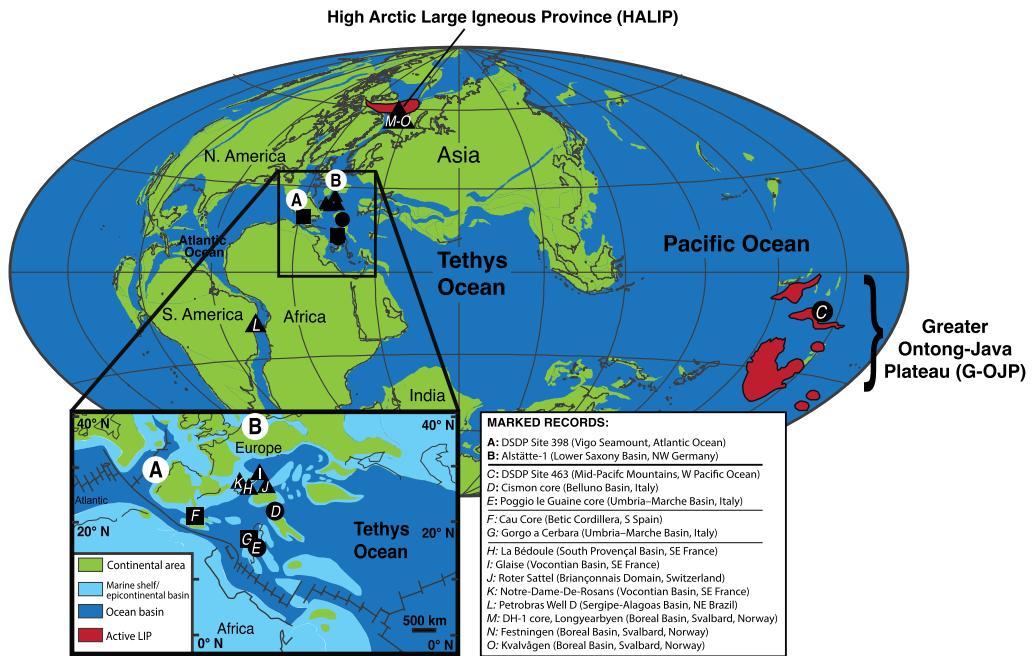 High Arctic Large Igneous Province (HALIP)
M-O
N. America
Asia
B
A
Atlantic
Ocean
Tethys
Ocean
Pacific Ocean
S. America
Africa
L
C
India
Greater
Ontong-Java
Plateau (G-OJP)
40° N
40° N
B
Europe
A
I
K
H
J
Atlantic
F
D
20° N
20° N
G
E
Tethys
Ocean
Continental area
Marine shelf/
epicontinental basin
Ocean basin
Active LIP
Africa
500 km
0° N
0° N
MARKED RECORDS:
A: DSDP Site 398 (Vigo Seamount, Atlantic Ocean)
B: Alstätte-1 (Lower Saxony Basin, NW Germany)
C: DSDP Site 463 (Mid-Pacifc Mountains, W Pacific Ocean)
D: Cismon core (Belluno Basin, Italy)
E: Poggio le Guaine core (Umbria–Marche Basin, Italy)
F: Cau Core (Betic Cordillera, S Spain)
G: Gorgo a Cerbara (Umbria–Marche Basin, Italy)
H: La Bédoule (South Provençal Basin, SE France)
I: Glaise (Vocontian Basin, SE France)
J: Roter Sattel (Briançonnais Domain, Switzerland)
K: Notre-Dame-De-Rosans (Vocontian Basin, SE France)
L: Petrobras Well D (Sergipe-Alagoas Basin, NE Brazil)
M: DH-1 core, Longyearbyen (Boreal Basin, Svalbard, Norway)
N: Festningen (Boreal Basin, Svalbard, Norway)
O: Kvalvågen (Boreal Basin, Svalbard, Norway)